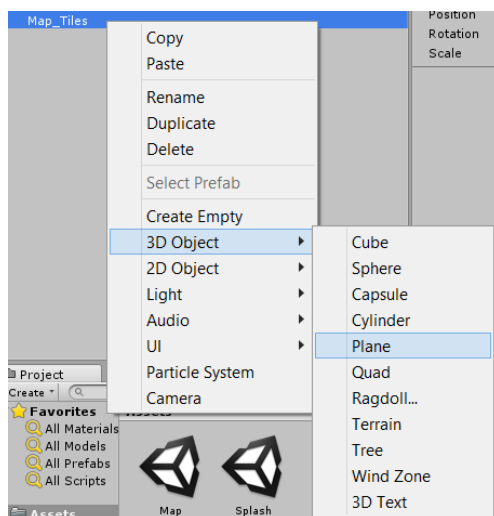 Map_Tiles
Position
Rotation
Scale
Copy
Paste
Rename
Duplicate
Delete
Select Prefab
Create Empty
3D Object
2D Object
Light
Audio
UI
Particle System
Camera
Cube
Sphere
Capsule
Cylinder
Plane
Quad
Ragdoll...
Terrain
Tree
Wind Zone
3D Text
Project
Create
Favorites
All Materials
All Models
All Prefabs
All Scripts
Assets
Assets
Map
Splash